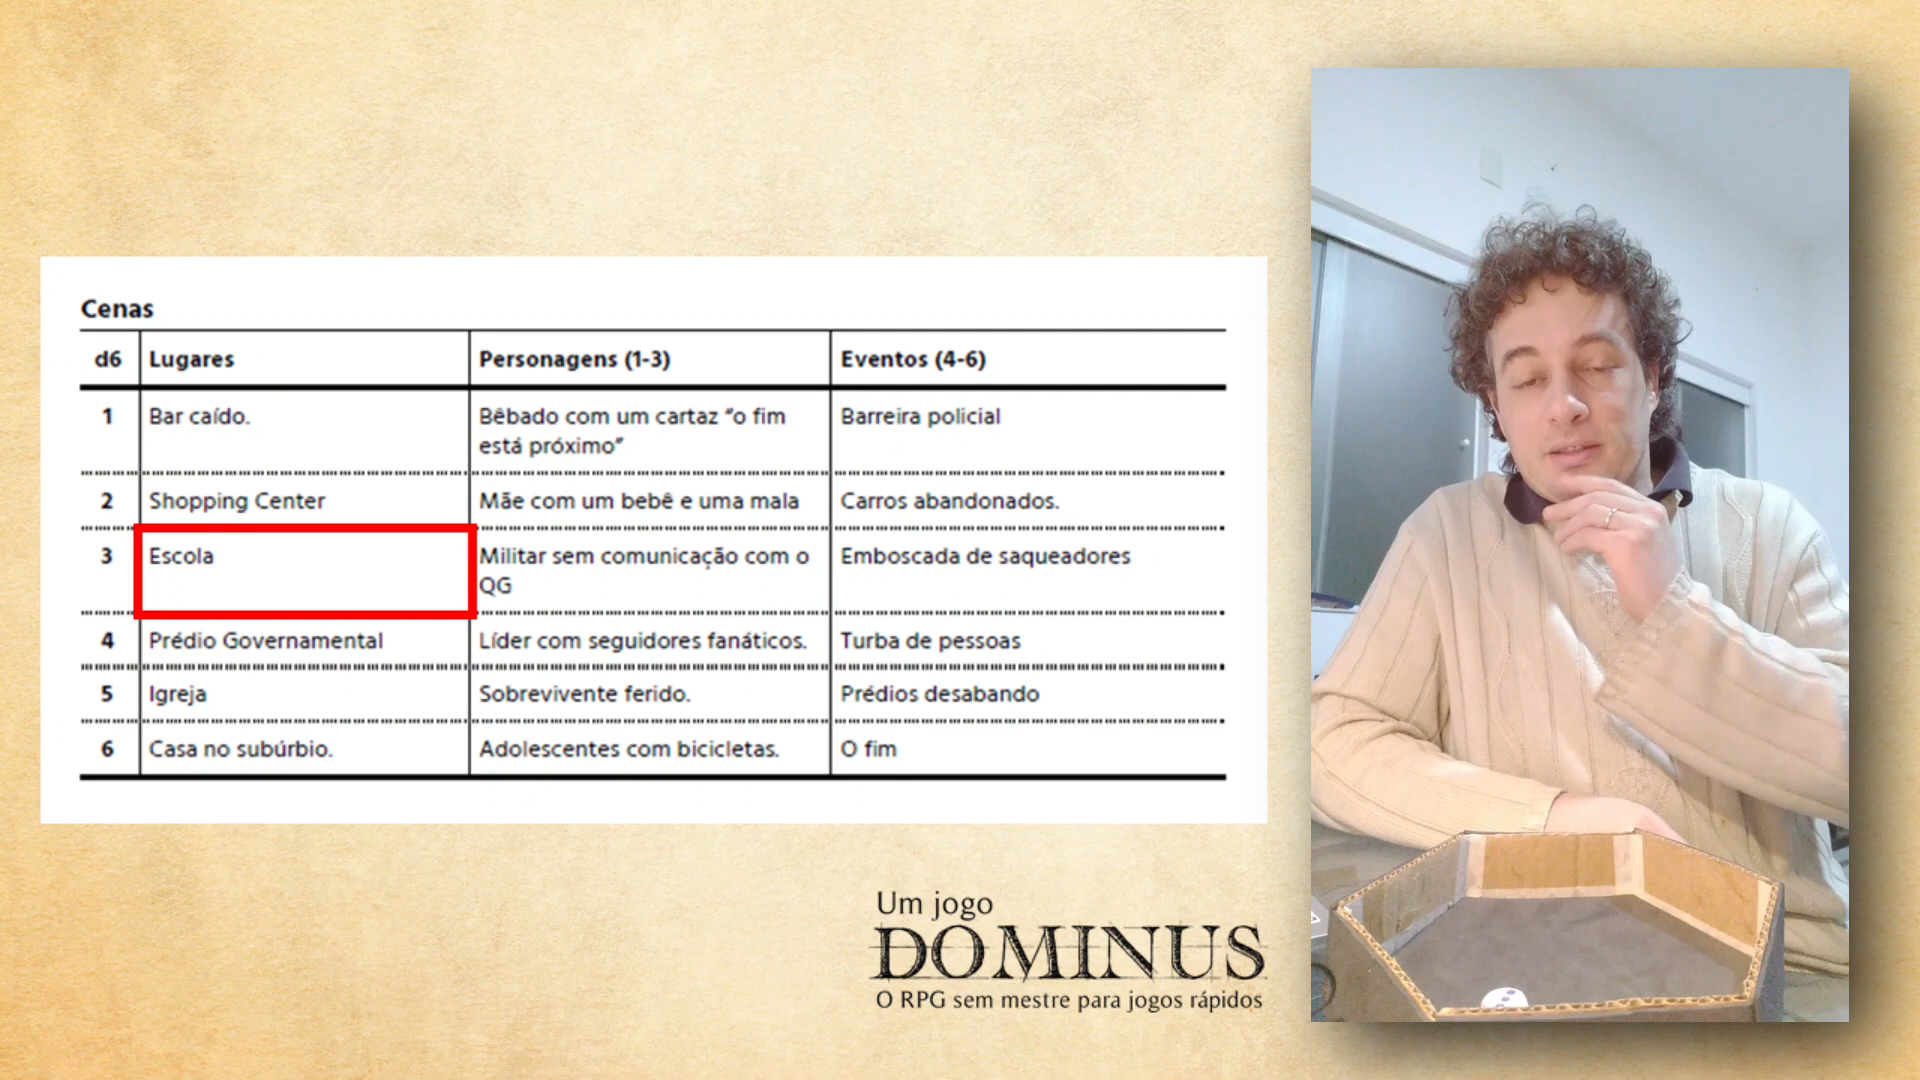 Cenas
d6 Lugares Personagens (1-3) Eventos (4-6)
1 Bar caído. Bêbado com um cartaz “o fim está próximo” Barreira policial
2 Shopping Center Mãe com um bebê e uma mala Carros abandonados.
3 Escola Militar sem comunicação com o QG Emboscada de saqueadores
4 Prédio Governamental Líder com seguidores fanáticos. Turba de pessoas
5 Igreja Sobrevivente ferido. Prédios desabando
6 Casa no subúrbio. Adolescentes com bicicletas. O fim
Um jogo
DOMINUS
O RPG sem mestre para jogos rápidos